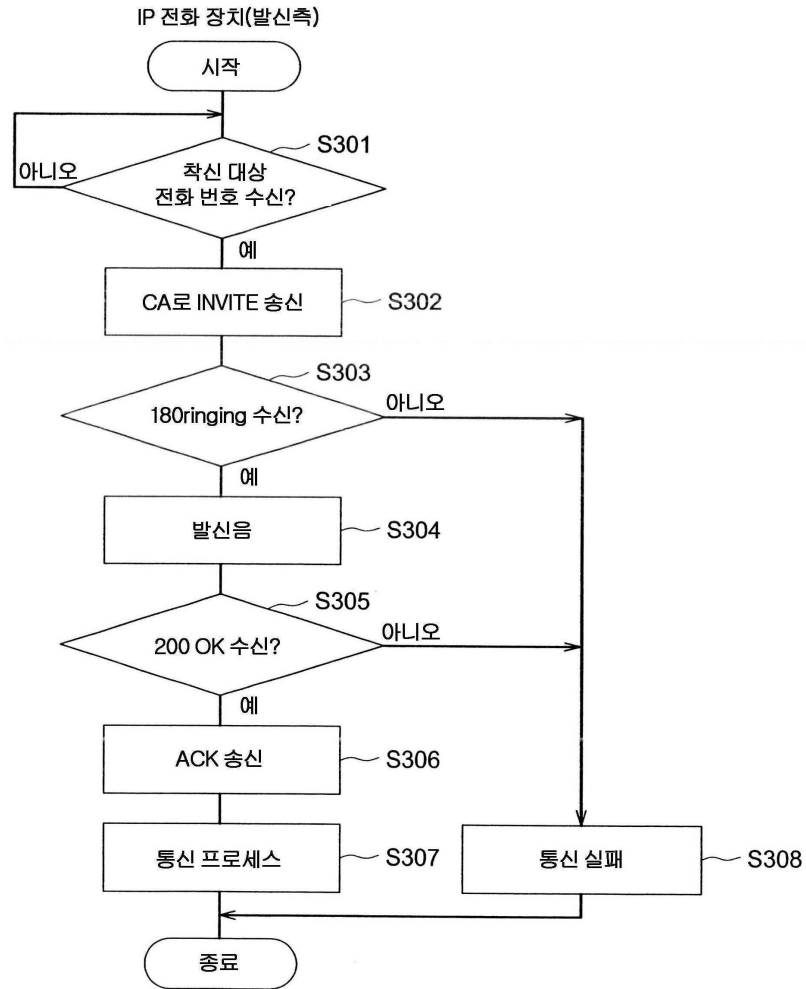 IP 전화 장치(발신측)
시작
S301
아니오
착신 대상
전화 번호 수신?
예
CA로 INVITE 송신
S302
S303
180ringing 수신?
아니오
예
발신음
S304
S305
200 OK 수신?
아니오
예
ACK 송신
S306
통신 프로세스
S307
통신 실패
S308
종료